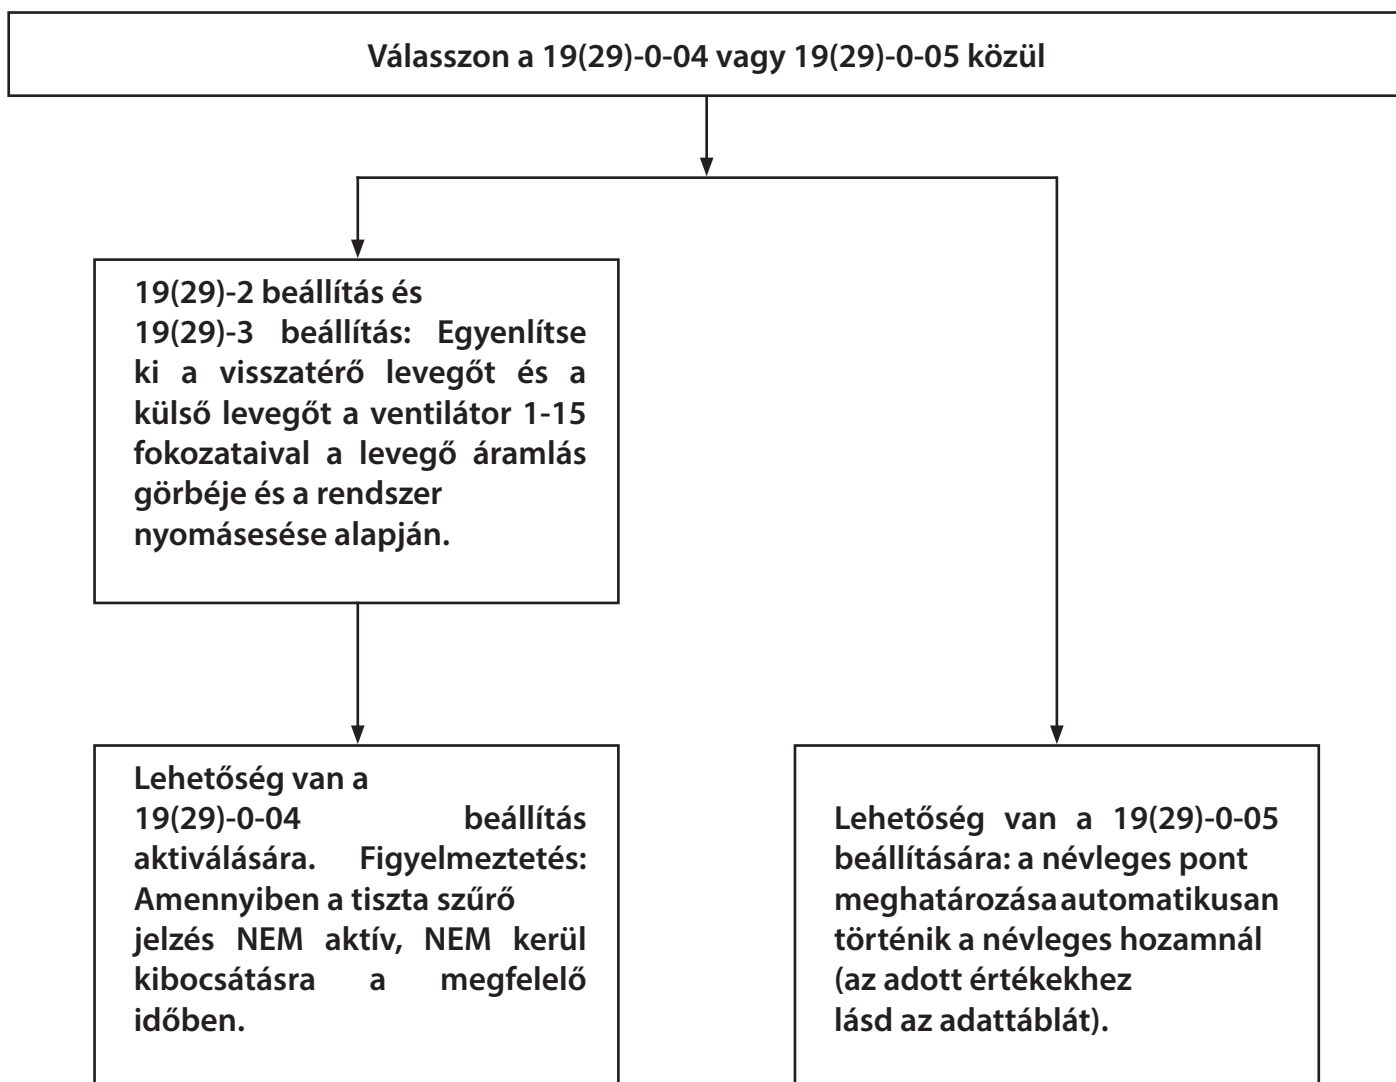 Válasszon a 19(29)-0-04 vagy 19(29)-0-05 közül
19(29)-2 beállítás és
19(29)-3 beállítás: Egyenlítse
ki a visszatérő levegőt és a
külső levegőt a ventilátor 1-15
fokozataival a levegő áramlás
görbéje és a rendszer
nyomásesése alapján.
Lehetőség van a
19(29)-0-04 beállítás
aktiválására. Figyelmeztetés:
Amennyiben a tiszta szűrő
jelzés NEM aktív, NEM kerül
kibocsátásra a megfelelő
időben.
Lehetőség van a 19(29)-0-05
beállítására: a névleges pont
meghatározása automatikusan
történik a névleges hozamnál
(az adott értékekhez
lásd az adattáblát).